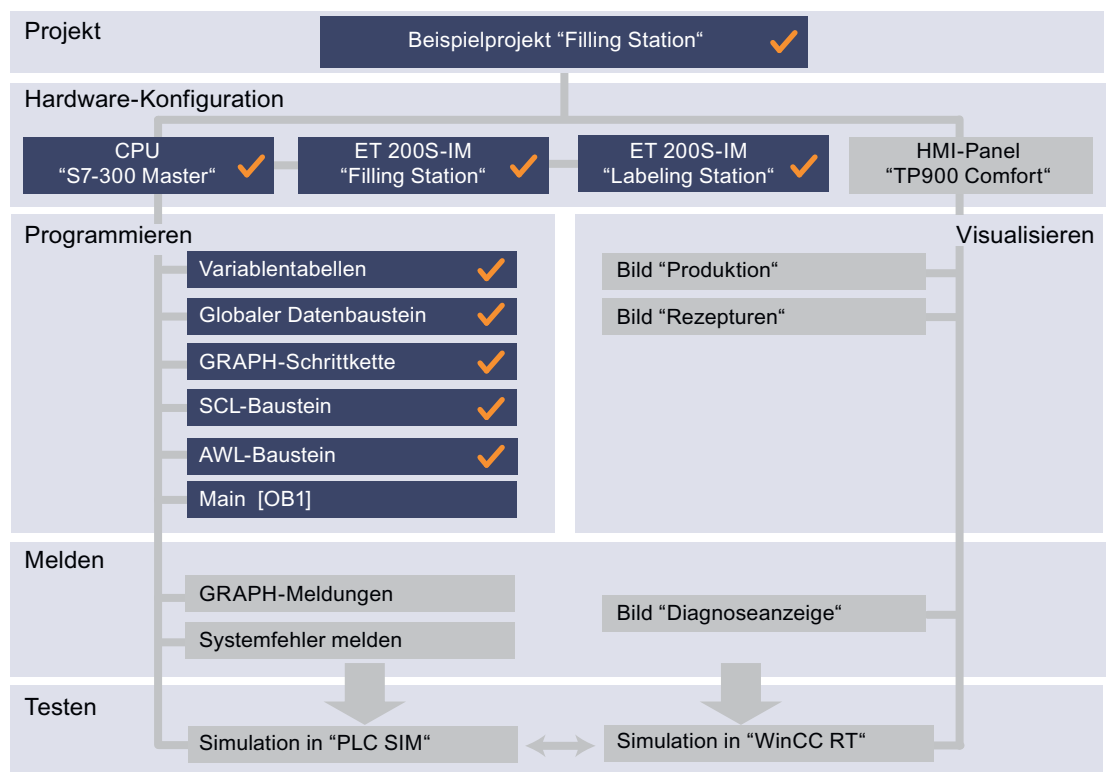 Projekt
Beispielprojekt “Filling Station“
Hardware-Konfiguration
CPU
“S7-300 Master“
ET 200S-IM
“Filling Station“
ET 200S-IM
“Labeling Station“
HMI-Panel
“TP900 Comfort“
Programmieren
Variablentabellen
Globaler Datenbaustein
GRAPH-Schrittkette
SCL-Baustein
AWL-Baustein
Main [OB1]
Visualisieren
Bild “Produktion“
Bild “Rezepturen“
Melden
GRAPH-Meldungen
Systemfehler melden
Bild “Diagnoseanzeige“
Testen
Simulation in “PLC SIM“
Simulation in “WinCC RT“